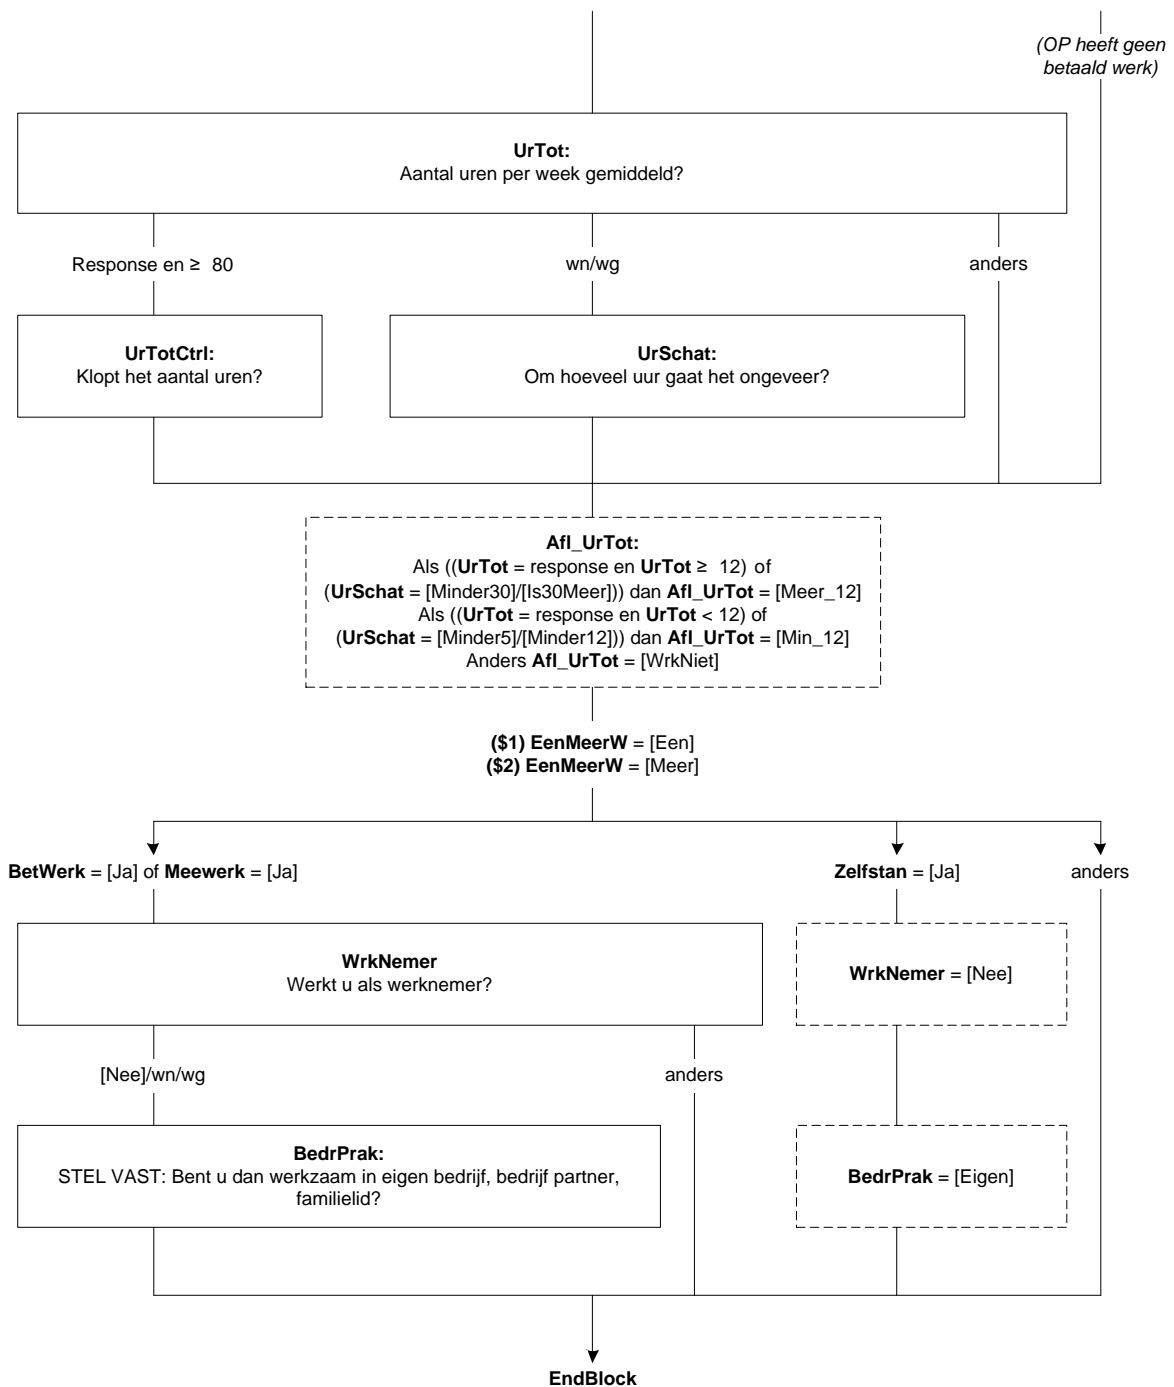 (OP heeft geen
betaald werk)
UrTot:
Aantal uren per week gemiddeld?
Response en ≥ 80
wn/wg
anders
UrTotCtrl:
Klopt het aantal uren?
UrSchat:
Om hoeveel uur gaat het ongeveer?
Afl_UrTot:
Als ((UrTot = response en UrTot ≥ 12) of
(UrSchat = [Minder30]/[Is30Meer])) dan Afl_UrTot = [Meer_12]
Als ((UrTot = response en UrTot < 12) of
(UrSchat = [Minder5]/[Minder12])) dan Afl_UrTot = [Min_12]
Anders Afl_UrTot = [WrkNiet]
($1) EenMeerW = [Een]
($2) EenMeerW = [Meer]
BetWerk = [Ja] of Meewerk = [Ja]
Zelfstan = [Ja]
anders
WrkNemer
Werkt u als werknemer?
WrkNemer = [Nee]
[Nee]/wn/wg
anders
BedrPrak:
STEL VAST: Bent u dan werkzaam in eigen bedrijf, bedrijf partner,
familielid?
BedrPrak = [Eigen]
EndBlock